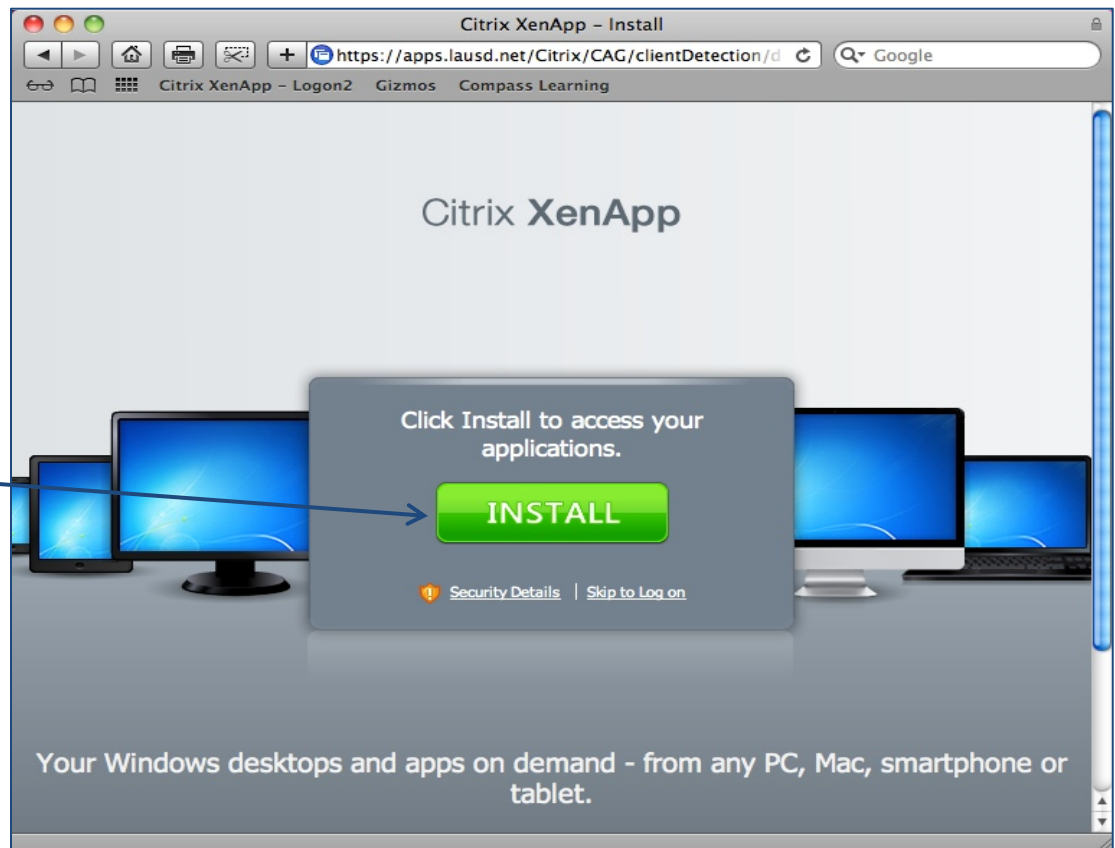 Citrix XenApp – Install
https://apps.lausd.net/Citrix/CAG/clientDetection/d
Google
Citrix XenApp – Logon2 Gizmos Compass Learning
Citrix XenApp
Click Install to access your
applications.
INSTALL
Security Details | Skip to Log on
Your Windows desktops and apps on demand - from any PC, Mac, smartphone or
tablet.